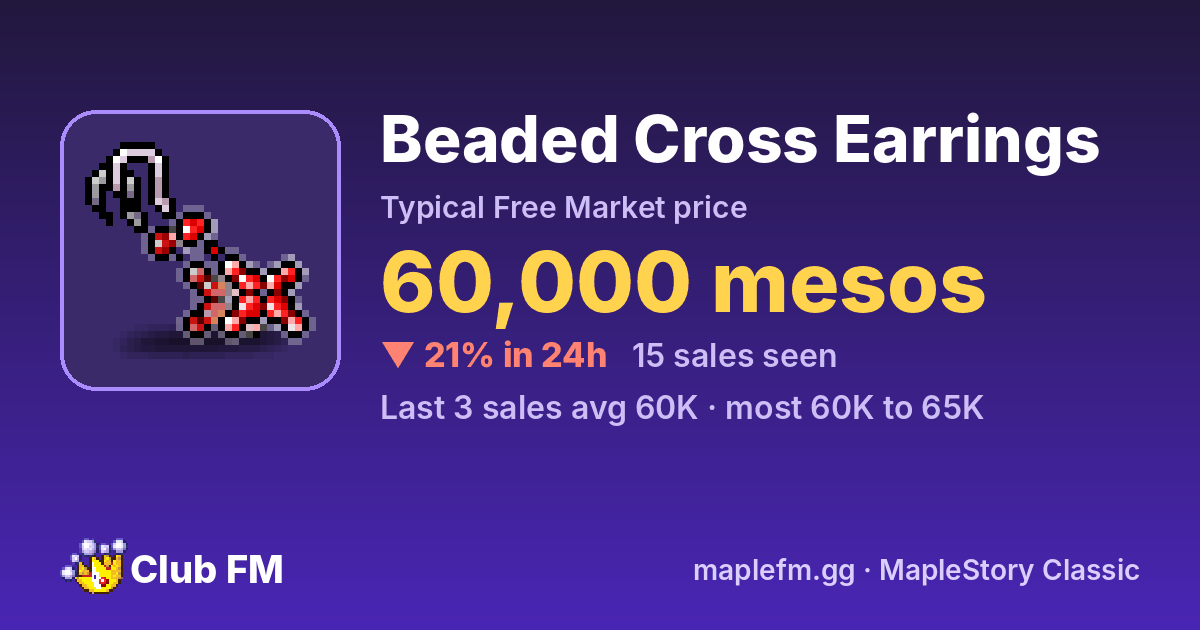 Beaded Cross Earrings
Typical Free Market price
60,000 mesos
▼ 21% in 24h 15 sales seen
Last 3 sales avg 60K · most 60K to 65K
Club FM
maplefm.gg · MapleStory Classic